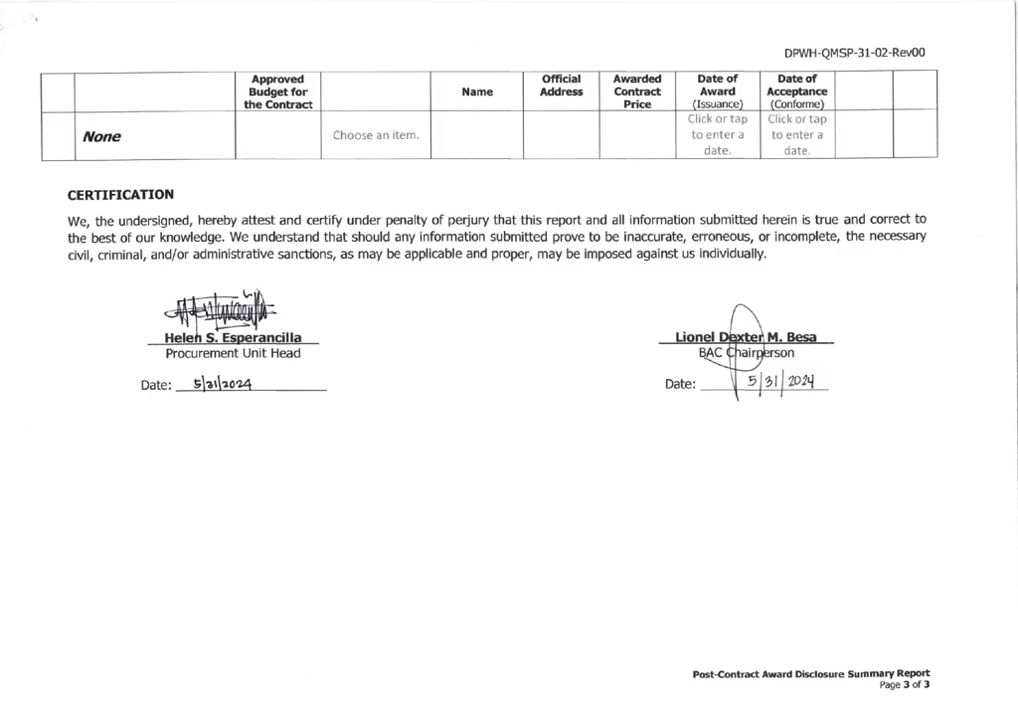 DPWH-QMSP-31-02-Rev00
Approved Budget for the Contract Name Official Address Awarded Contract Price Date of Award (Issuance) Date of Acceptance (Conforme)
None Choose an item. Click or tap to enter a date. Click or tap to enter a date.
CERTIFICATION
We, the undersigned, hereby attest and certify under penalty of perjury that this report and all information submitted herein is true and correct to
the best of our knowledge. We understand that should any information submitted prove to be inaccurate, erroneous, or incomplete, the necessary
civil, criminal, and/or administrative sanctions, as may be applicable and proper, may be imposed against us individually.
Helen S. Esperancilla
Procurement Unit Head
Date: 5/31/2024
Lionel Dexter M. Besa
BAC Chairperson
Date: 5/31/2024
Post-Contract Award Disclosure Summary Report
Page 3 of 3